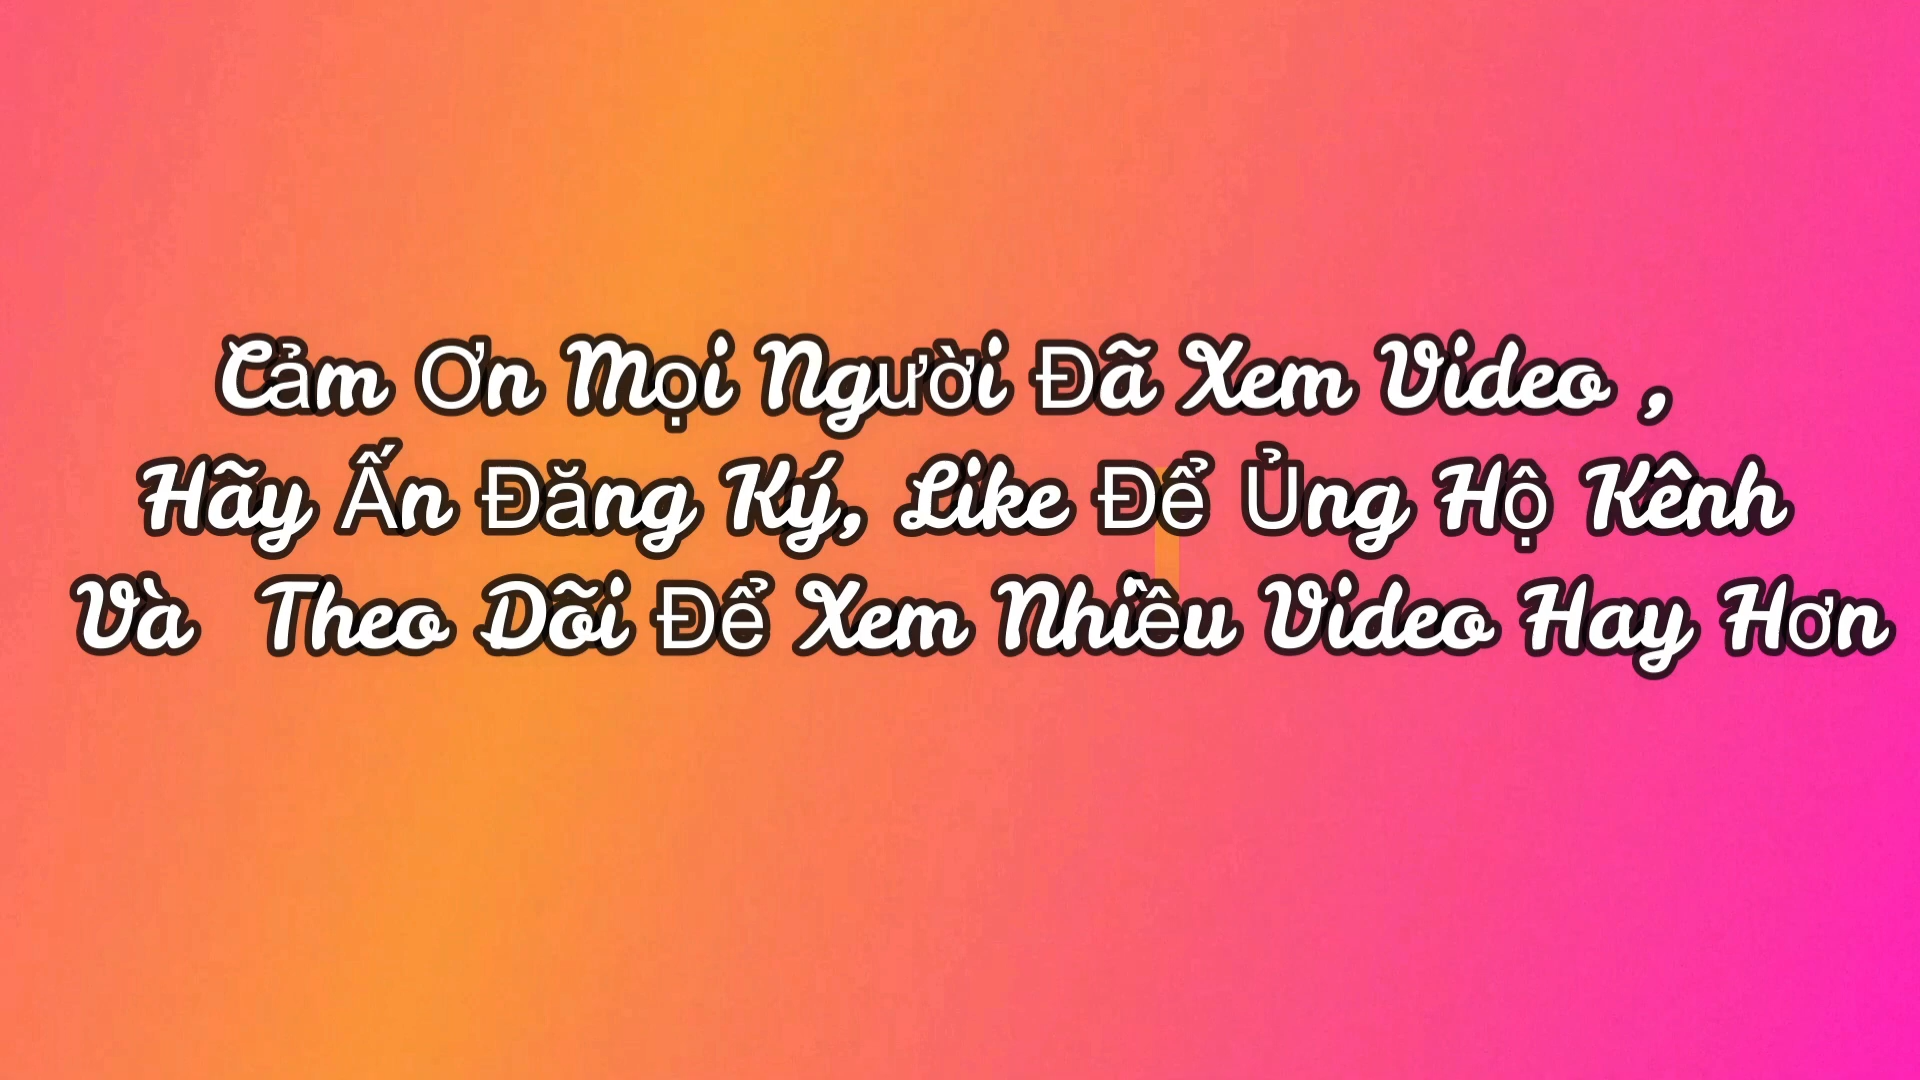 Cảm Ơn Mọi Người Đã Xem Video ,
Hãy Ấn Đăng Ký, Like Để Ủng Hộ Kênh
Và Theo Dõi Để Xem Nhiều Video Hay Hơn